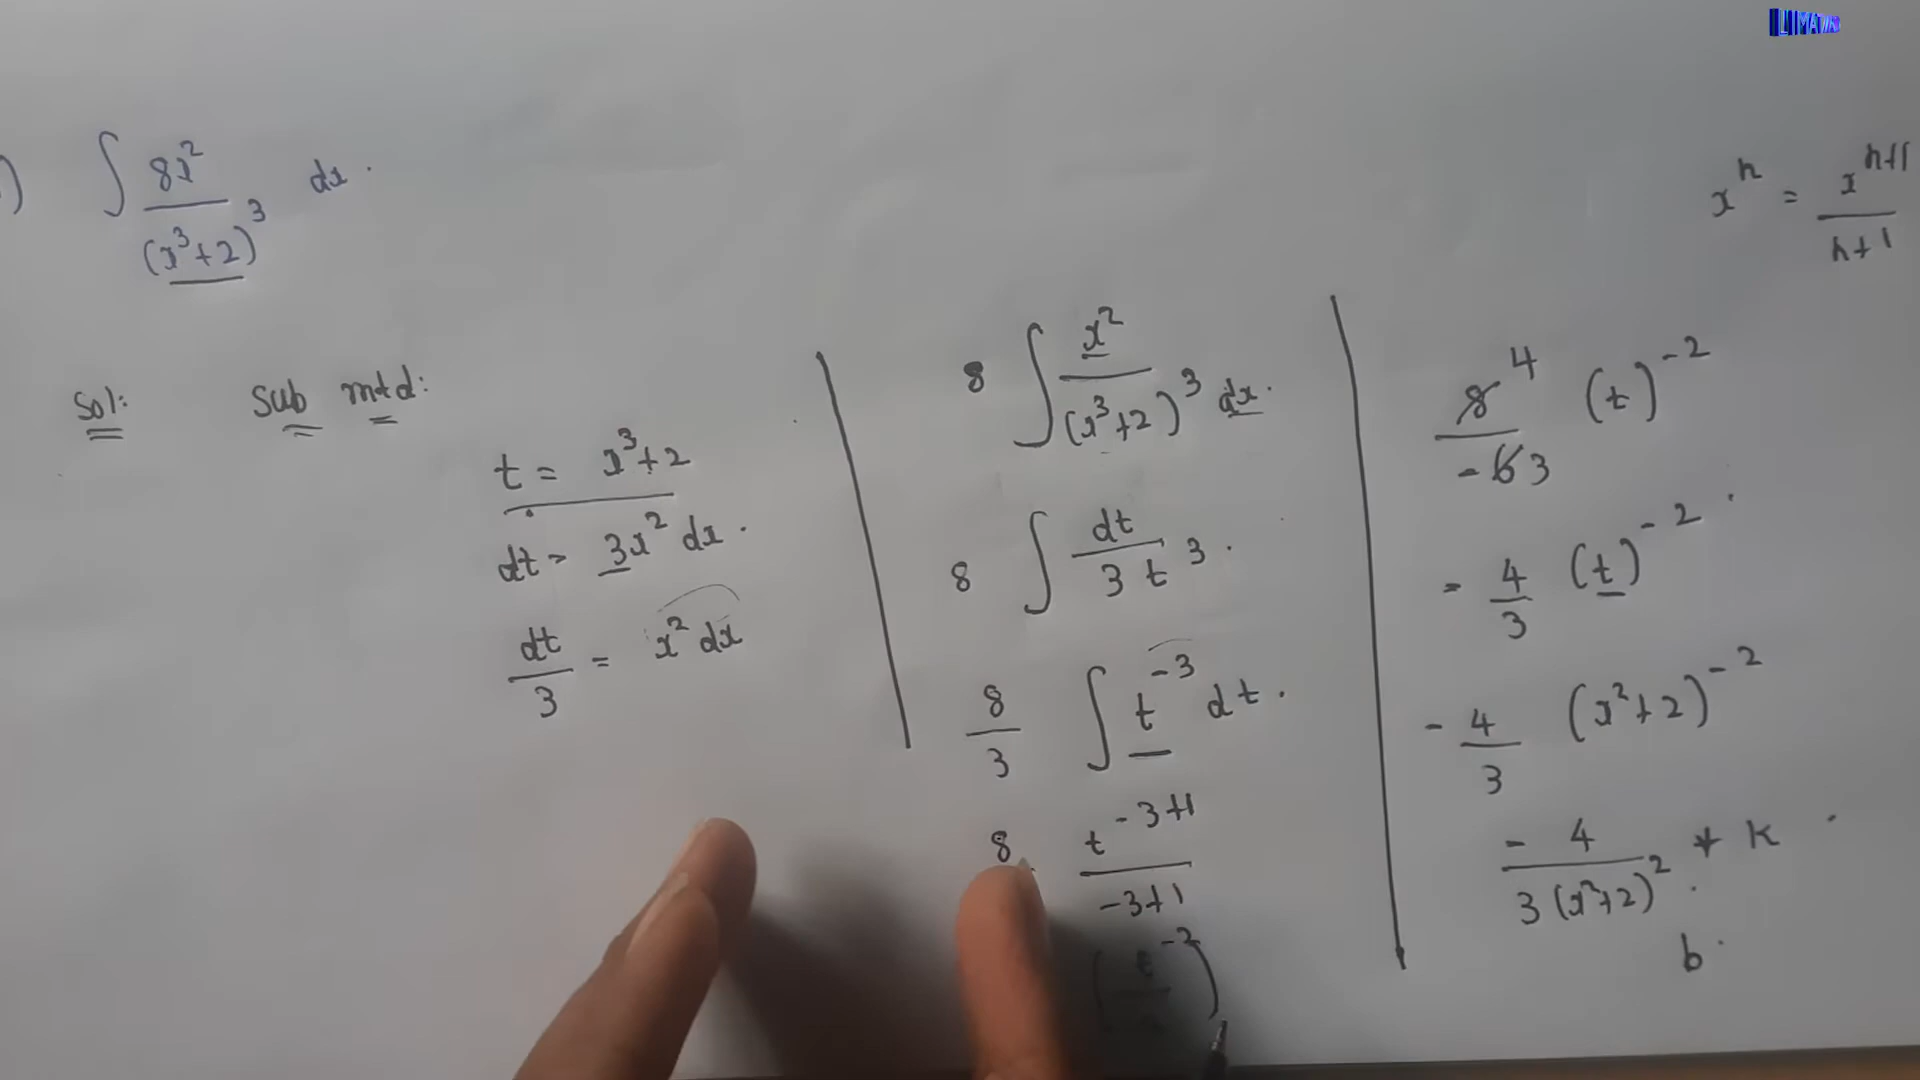 ∫ 8x² / (x³+2)³ dx.
xⁿ = xⁿ⁺¹ / n+1
Sol:
Sub mtd:
t = x³+2
dt = 3x² dx.
dt/3 = x² dx
8 ∫ x² / (x³+2)³ dx.
8 ∫ dt / 3 t³.
8/3 ∫ t⁻³ dt.
8 t⁻³⁺¹ / -3+1
8 4 / -6 3 (t)⁻²
- 4/3 (t)⁻².
- 4/3 (x²+2)⁻²
- 4 / 3(x²+2)² + K.
b.